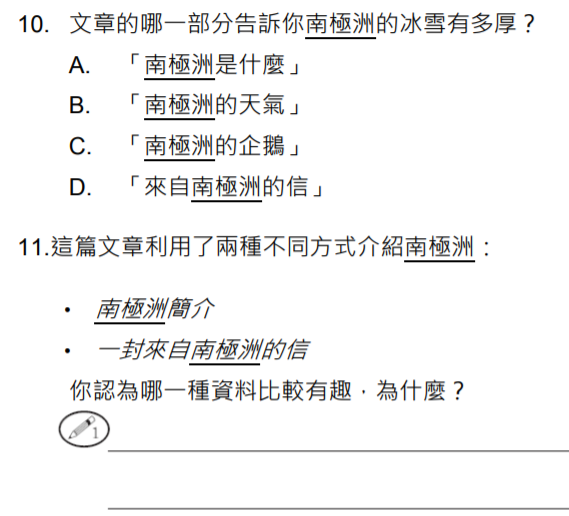 10. 文章的哪一部分告訴你南極洲的冰雪有多厚？
A. 「南極洲是什麼」
B. 「南極洲的天氣」
C. 「南極洲的企鵝」
D. 「來自南極洲的信」
11.這篇文章利用了兩種不同方式介紹南極洲：
• 南極洲簡介
• 一封來自南極洲的信
你認為哪一種資料比較有趣，為什麼？
1